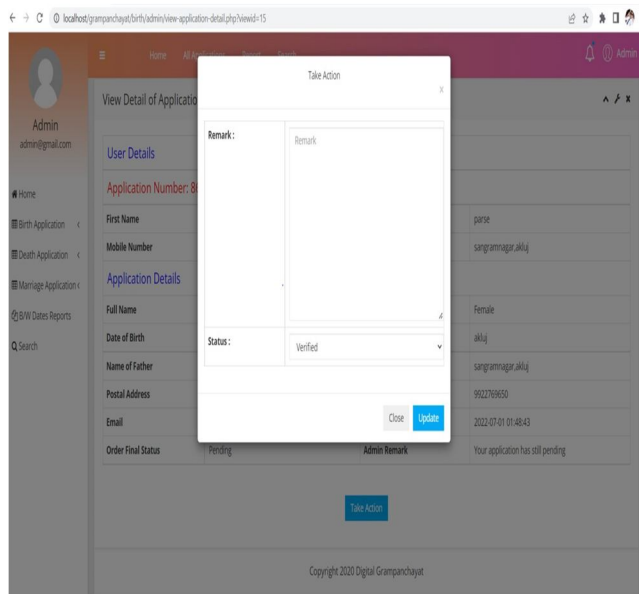 localhost/grampanchayat/birth/admin/view-application-detail.php?viewid=15
Home All Applications Report Search
Admin
Admin
admin@gmail.com
Home
Birth Application
Death Application
Marriage Application
B/W Dates Reports
Search
View Detail of Applicatio
User Details
Application Number: 8
First Name parse
Mobile Number sangramnagar,akluj
Application Details
Full Name Female
Date of Birth akluj
Name of Father sangramnagar,akluj
Postal Address 9922769650
Email 2022-07-01 01:48:43
Order Final Status Pending Admin Remark Your application has still pending
Take Action
x
Remark :
Remark
Status :
Verified
Close Update
Take Action
Copyright 2020 Digital Grampanchayat